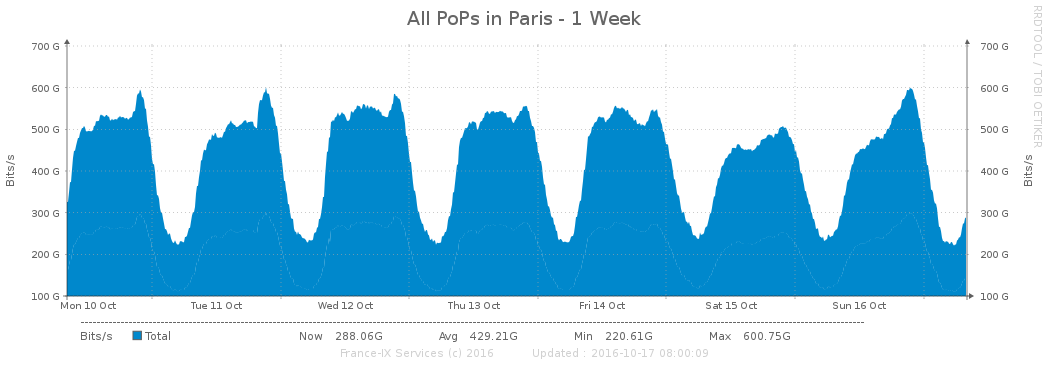 All PoPs in Paris - 1 Week
RRDTOOL / TOBI OETIKER
700 G 700 G
600 G 600 G
500 G 500 G
400 G 400 G
300 G 300 G
200 G 200 G
100 G 100 G
Bits/s
Bits/s
Mon 10 Oct Tue 11 Oct Wed 12 Oct Thu 13 Oct Fri 14 Oct Sat 15 Oct Sun 16 Oct
Bits/s Total Now 288.06G Avg 429.21G Min 220.61G Max 600.75G
France-IX Services (c) 2016 Updated : 2016-10-17 08:00:09